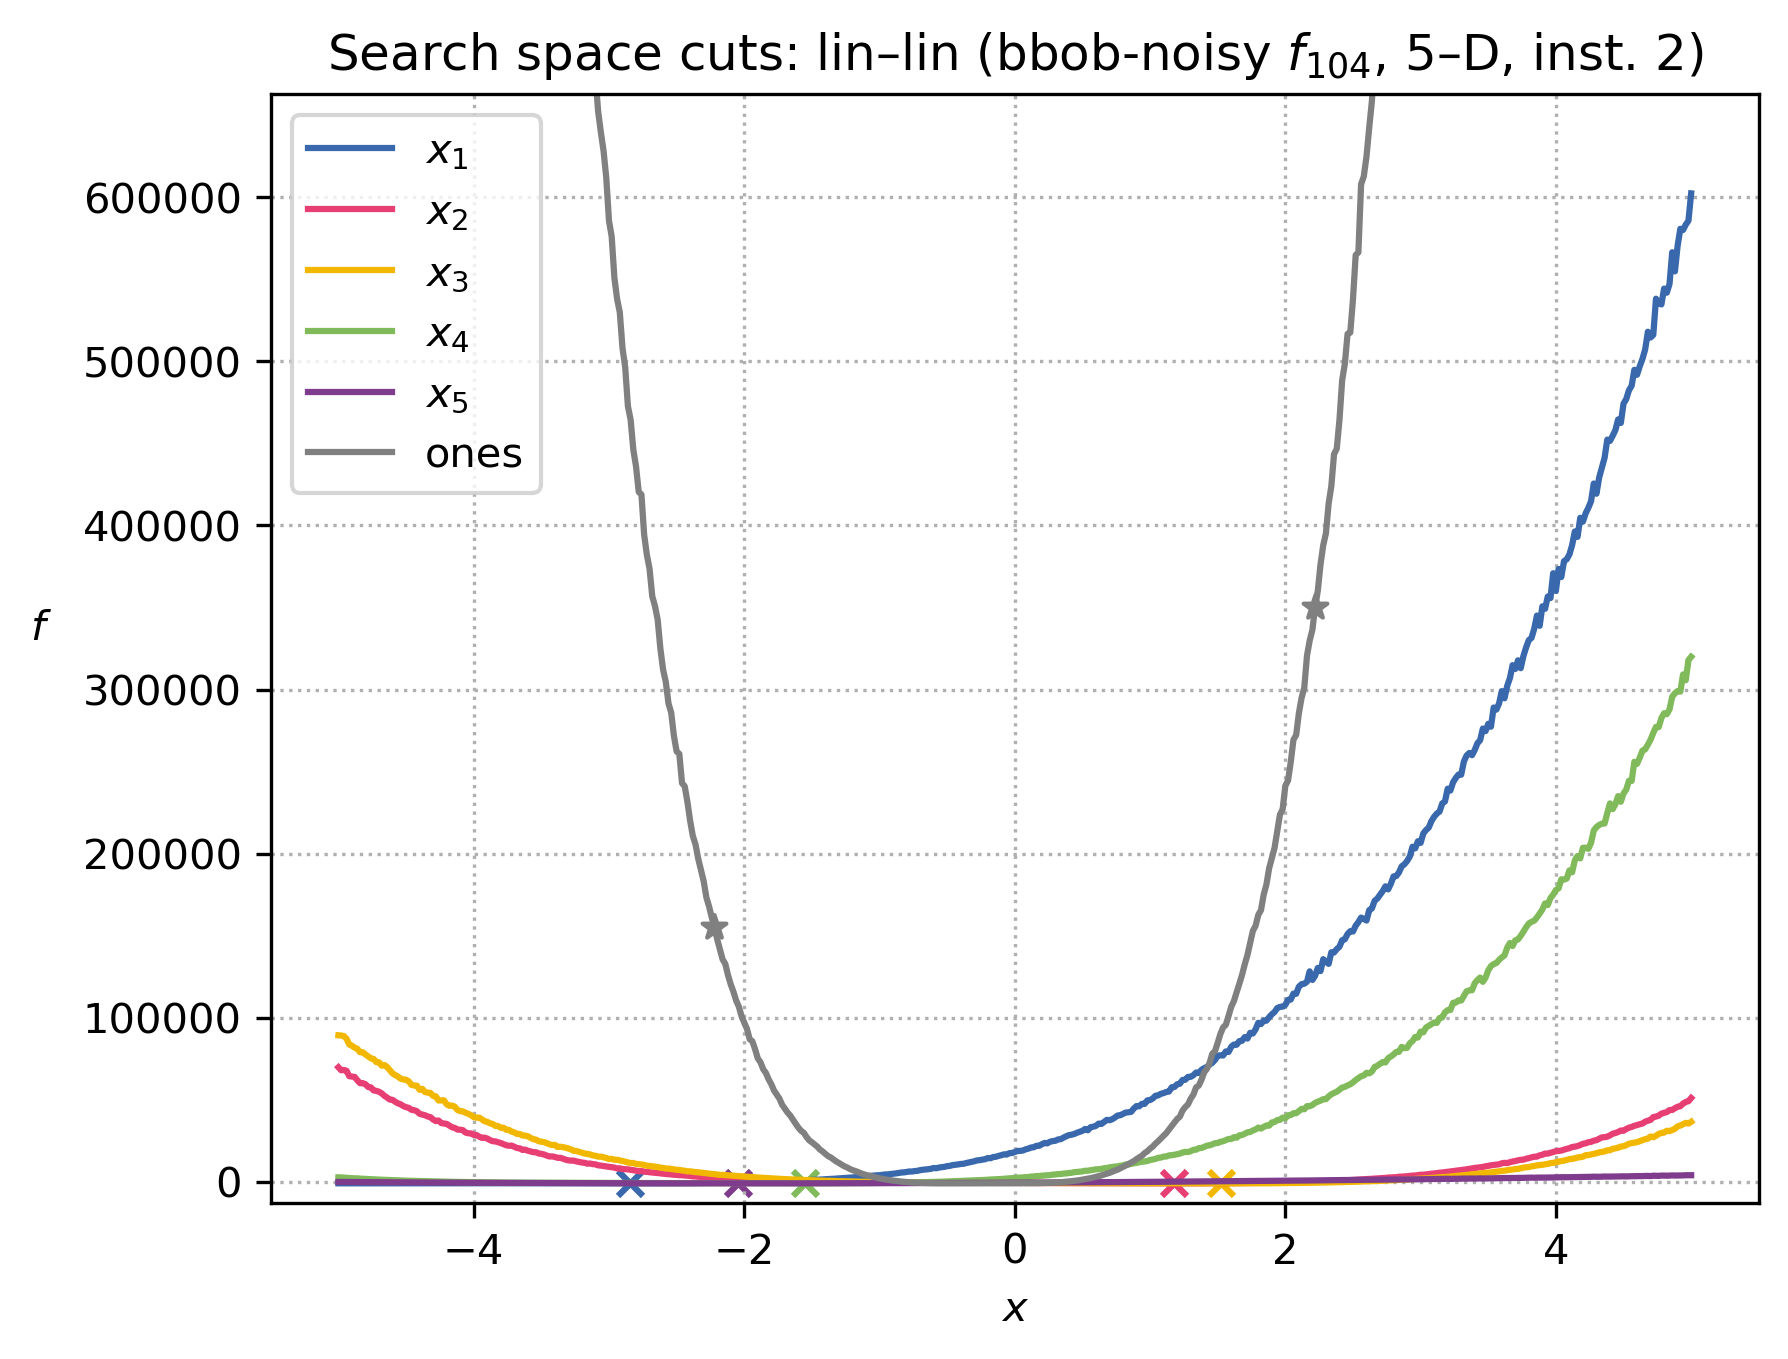 Search space cuts: lin–lin (bbob-noisy f₁₀₄, 5–D, inst. 2)
x₁
x₂
x₃
x₄
x₅
ones
600000
500000
400000
300000
200000
100000
0
f
−4 −2 0 2 4
x